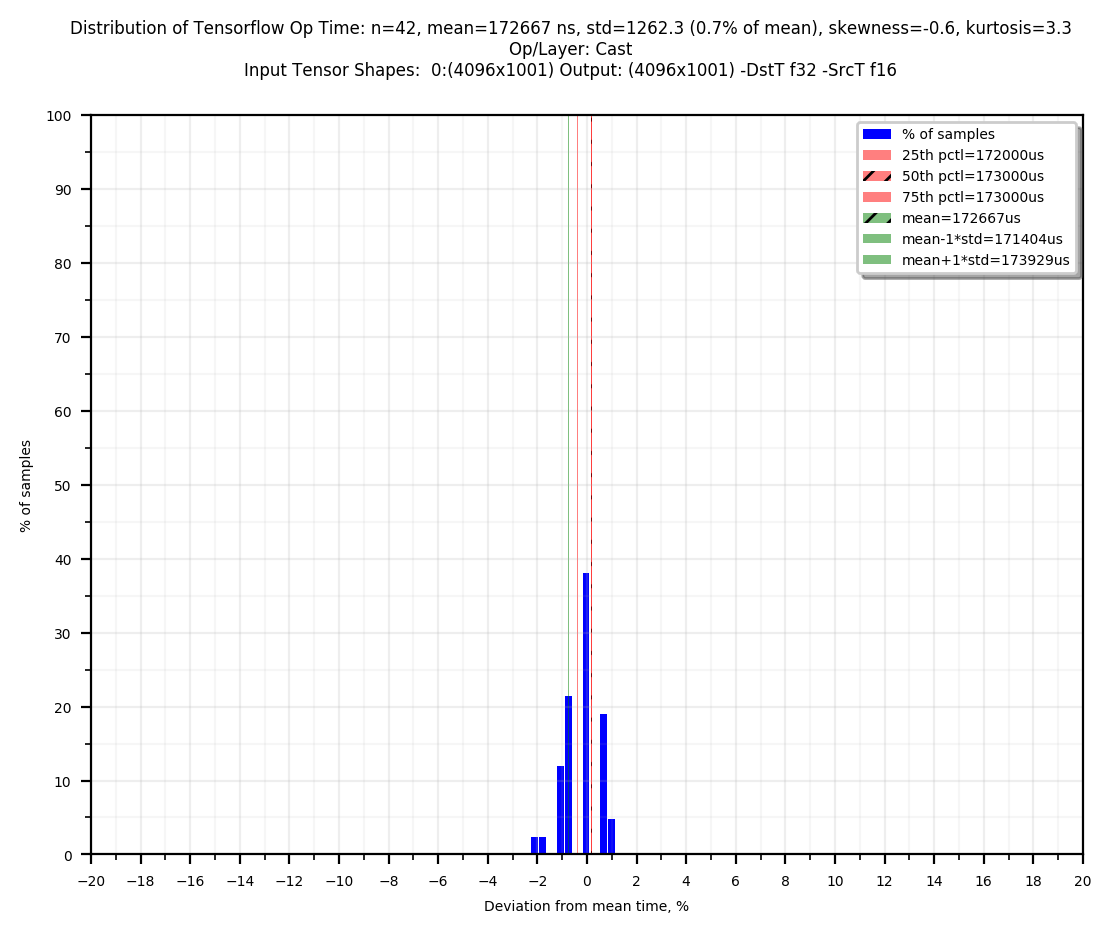 Distribution of Tensorflow Op Time: n=42, mean=172667 ns, std=1262.3 (0.7% of mean), skewness=-0.6, kurtosis=3.3
Op/Layer: Cast
Input Tensor Shapes:  0:(4096x1001) Output: (4096x1001) -DstT f32 -SrcT f16
100
90
80
70
60
50
40
30
20
10
0
% of samples
% of samples
25th pctl=172000us
50th pctl=173000us
75th pctl=173000us
mean=172667us
mean-1*std=171404us
mean+1*std=173929us
−20 −18 −16 −14 −12 −10 −8 −6 −4 −2 0 2 4 6 8 10 12 14 16 18 20
Deviation from mean time, %